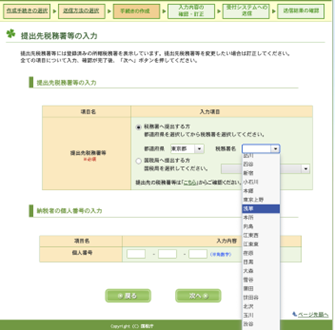 作成手続きの選択
送信方法の選択
手続きの作成
入力内容の確認・訂正
受付システムへの送信
送信結果の確認
提出先税務署等の入力
提出先税務署等には登録済みの所轄税務署を表示しています。提出先税務署等を変更したい場合は訂正してください。
全ての項目について入力、確認が完了後、「次へ」ボタンを押してください。
提出先税務署等の入力
項目名
入力項目
提出先税務署等
※必須
税務署へ提出する方
都道府県を選択してから税務署を選択してください。
都道府県
東京都
税務署名
国税局へ提出する方
国税局を選択してください。
提出先の税務署等は「こちら」からご確認ください
品川
四谷
新宿
小石川
本郷
東京上野
浅草
本所
向島
江東西
江東東
荏原
目黒
大森
雪谷
蒲田
世田谷
北沢
玉川
渋谷
納税者の個人番号の入力
項目名
入力内容
個人番号
-
-
(半角数字)
戻る
次へ
ページ先頭へ
Copyright (C) 国税庁